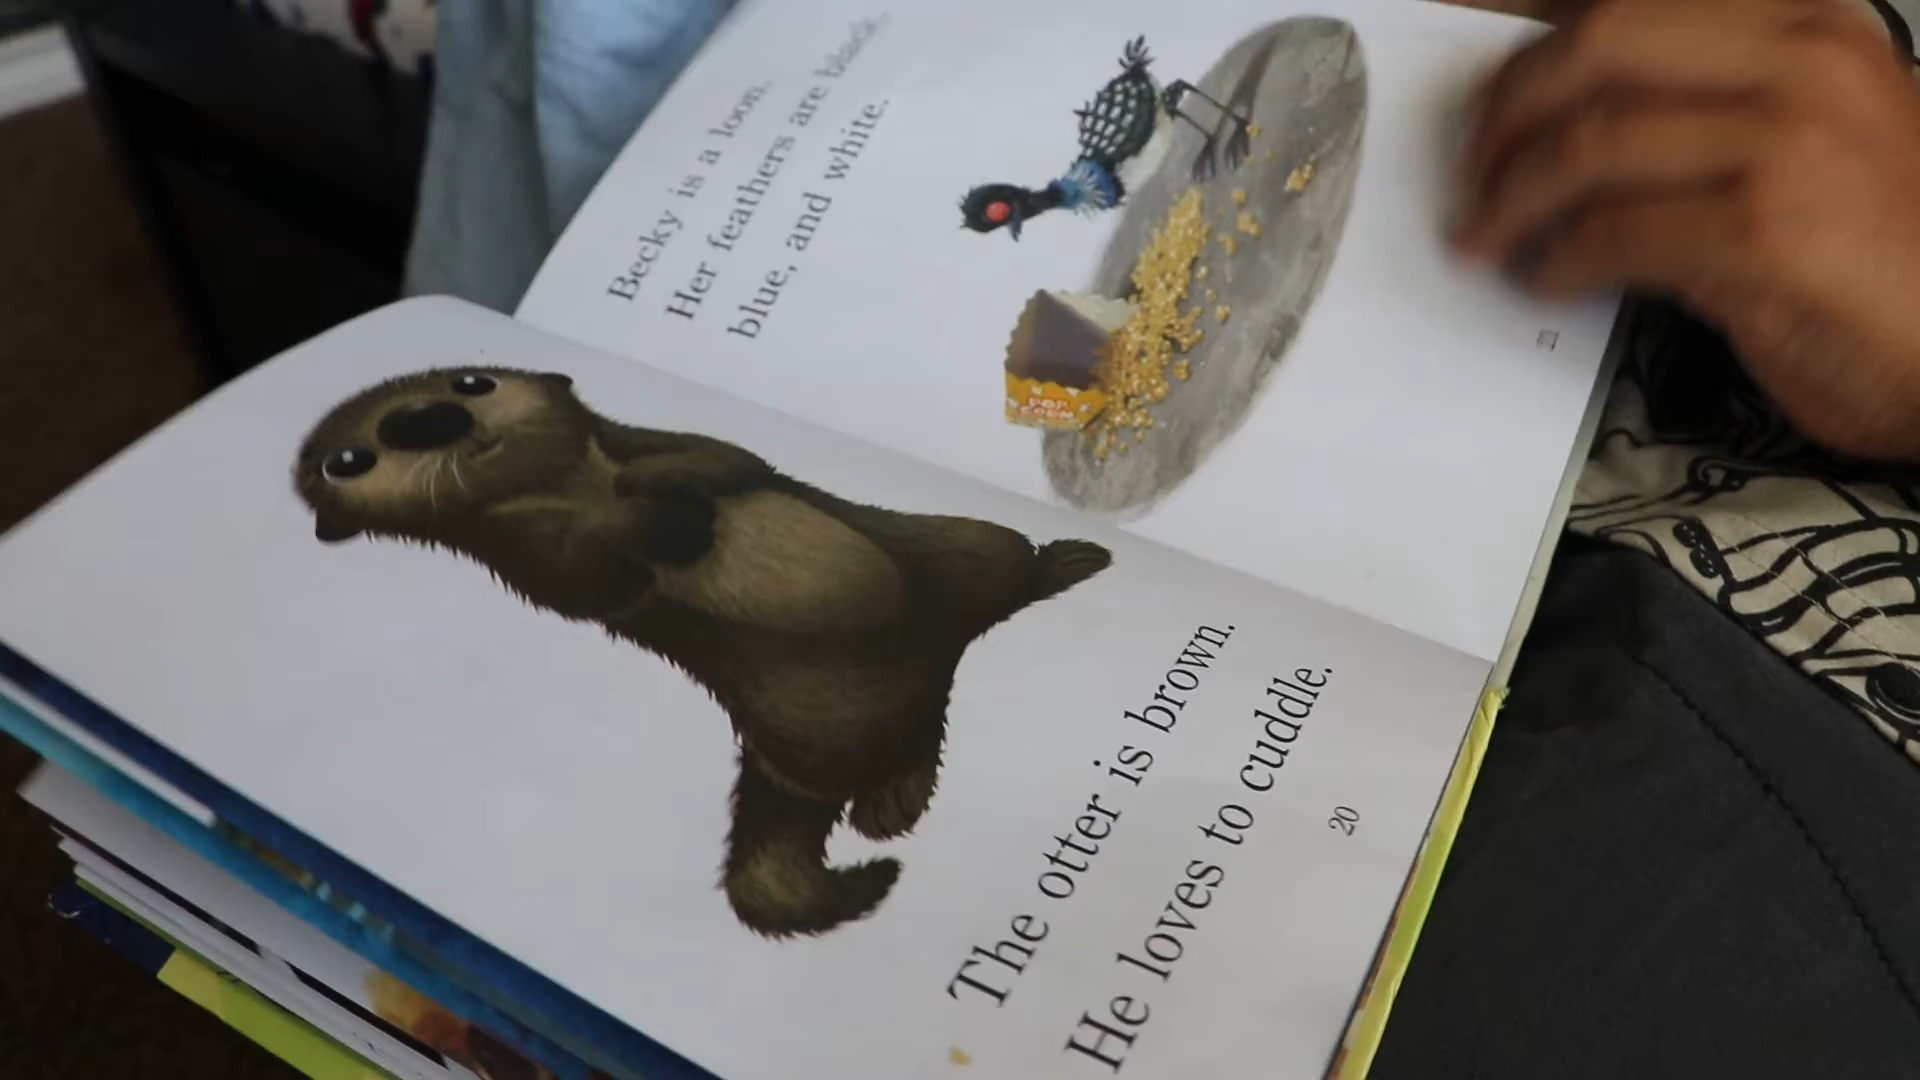 The otter is brown.
He loves to cuddle.
20
Becky is a loon.
Her feathers are black,
blue, and white.
POP
CORN
21